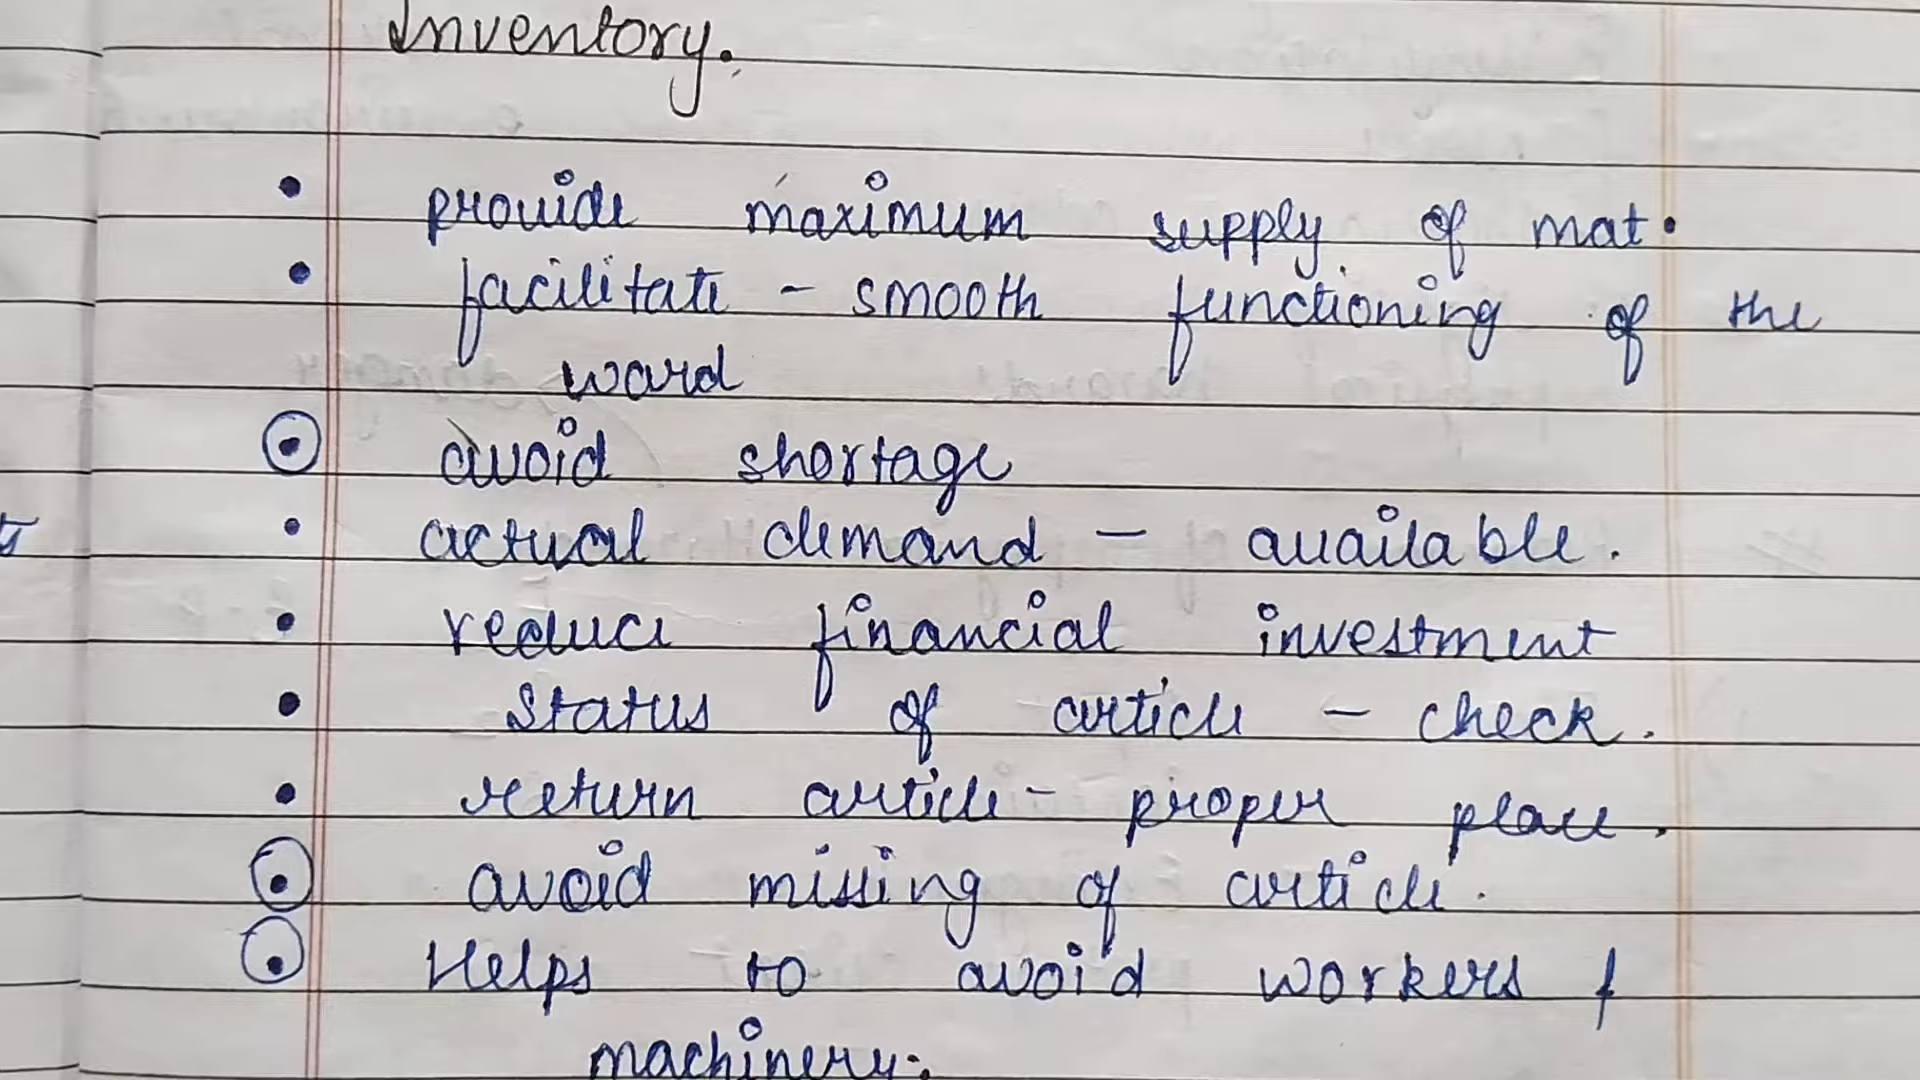 Inventory.
• provide maximum supply of mat.
• facilitate - smooth functioning of the
ward
• avoid shortage
• actual demand - available.
• reduce financial investment
• status of article - check.
• return article - proper place.
• avoid missing of article.
• Helps to avoid workers &
machinery.